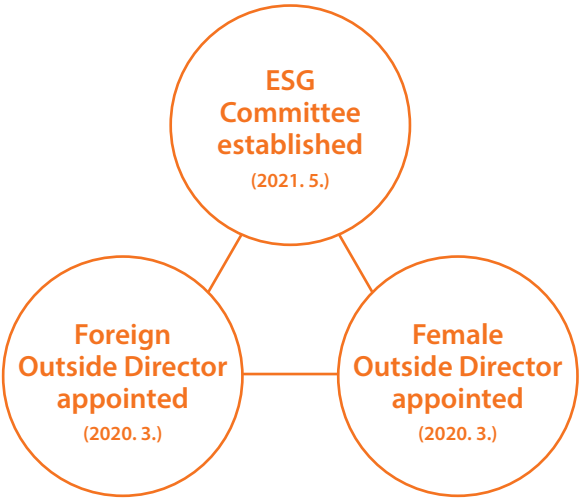 ESG
Committee
established
(2021. 5.)
Foreign
Outside Director
appointed
(2020. 3.)
Female
Outside Director
appointed
(2020. 3.)